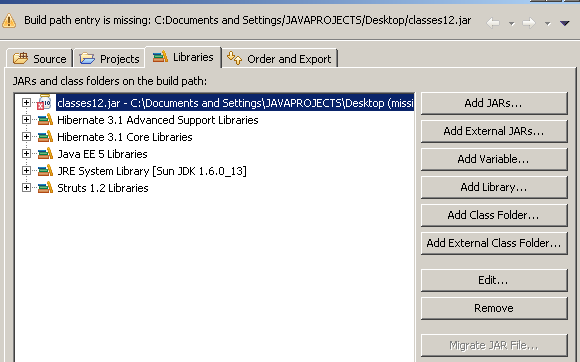 Build path entry is missing: C:Documents and Settings/JAVAPROJECTS/Desktop/classes12.jar
Source Projects Libraries Order and Export
JARs and class folders on the build path:
classes12.jar - C:\Documents and Settings\JAVAPROJECTS\Desktop (missi
Hibernate 3.1 Advanced Support Libraries
Hibernate 3.1 Core Libraries
Java EE 5 Libraries
JRE System Library [Sun JDK 1.6.0_13]
Struts 1.2 Libraries
Add JARs...
Add External JARs...
Add Variable...
Add Library...
Add Class Folder...
Add External Class Folder...
Edit...
Remove
Migrate JAR File...